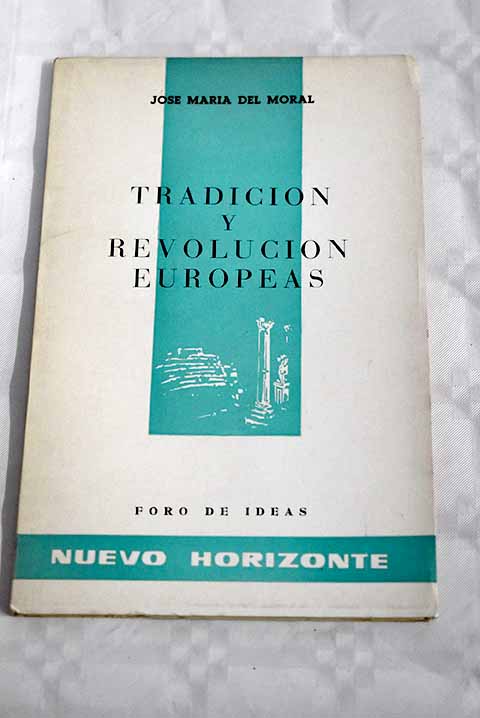 JOSE MARIA DEL MORAL
TRADICION
Y
REVOLUCION
EUROPEAS
FORO DE IDEAS
NUEVO HORIZONTE